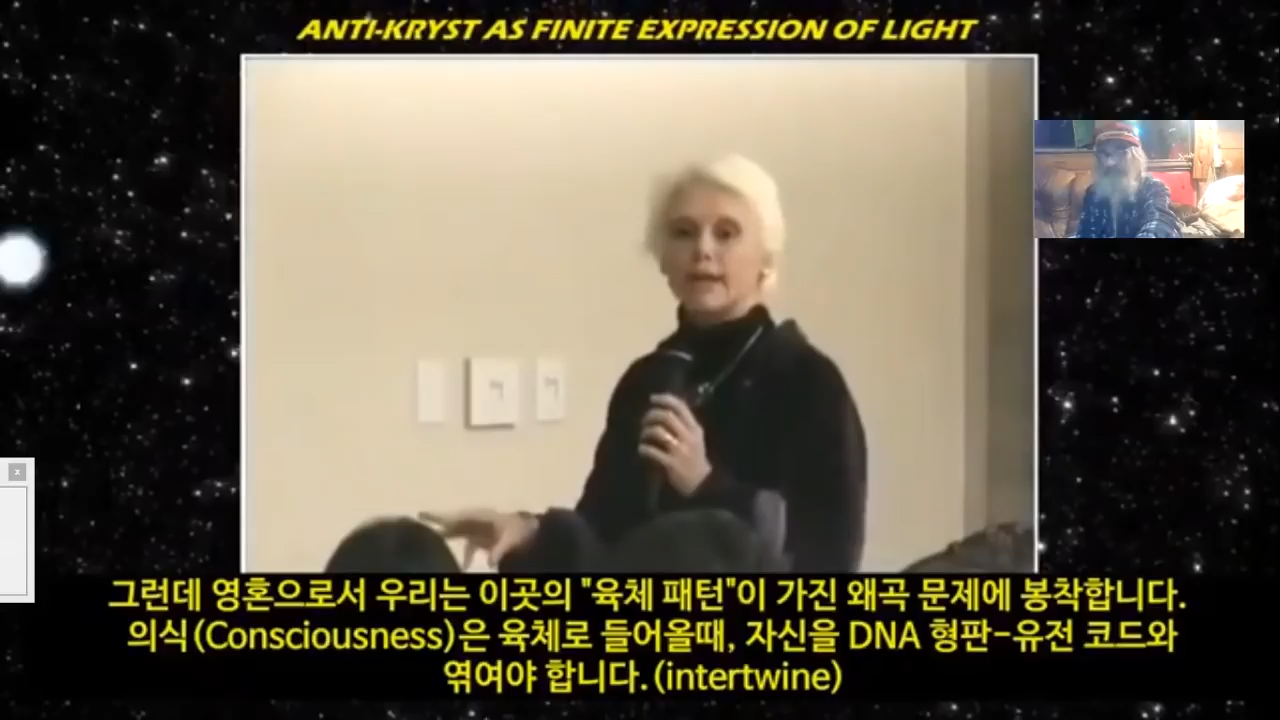 ANTI-KRYST AS FINITE EXPRESSION OF LIGHT
x
그런데 영혼으로서 우리는 이곳의 "육체 패턴"이 가진 왜곡 문제에 봉착합니다.
의식(Consciousness)은 육체로 들어올때, 자신을 DNA 형판-유전 코드와
엮여야 합니다.(intertwine)